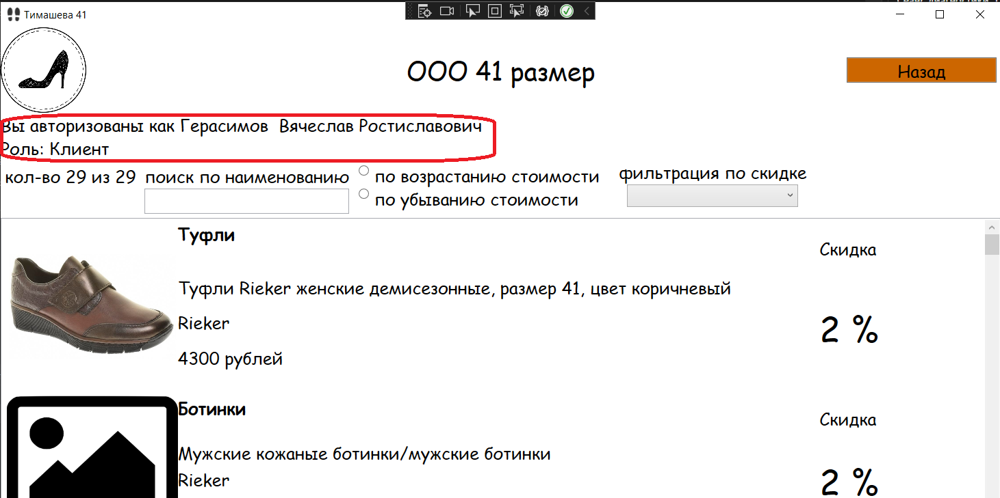 Тимашева 41
ООО 41 размер
Назад
Вы авторизованы как Герасимов  Вячеслав Ростиславович
Роль: Клиент
кол-во 29 из 29
поиск по наименованию
по возрастанию стоимости
по убыванию стоимости
фильтрация по скидке
Туфли
Скидка
Туфли Rieker женские демисезонные, размер 41, цвет коричневый
Rieker
2 %
4300 рублей
Ботинки
Скидка
Мужские кожаные ботинки/мужские ботинки
Rieker
2 %